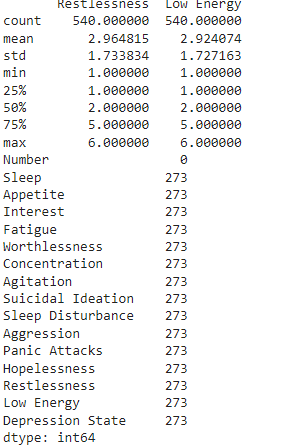 Restlessness Low Energy
count 540.000000 540.000000
mean 2.964815 2.924074
std 1.733834 1.727163
min 1.000000 1.000000
25% 1.000000 1.000000
50% 2.000000 2.000000
75% 5.000000 5.000000
max 6.000000 6.000000
Number 0
Sleep 273
Appetite 273
Interest 273
Fatigue 273
Worthlessness 273
Concentration 273
Agitation 273
Suicidal Ideation 273
Sleep Disturbance 273
Aggression 273
Panic Attacks 273
Hopelessness 273
Restlessness 273
Low Energy 273
Depression State 273
dtype: int64